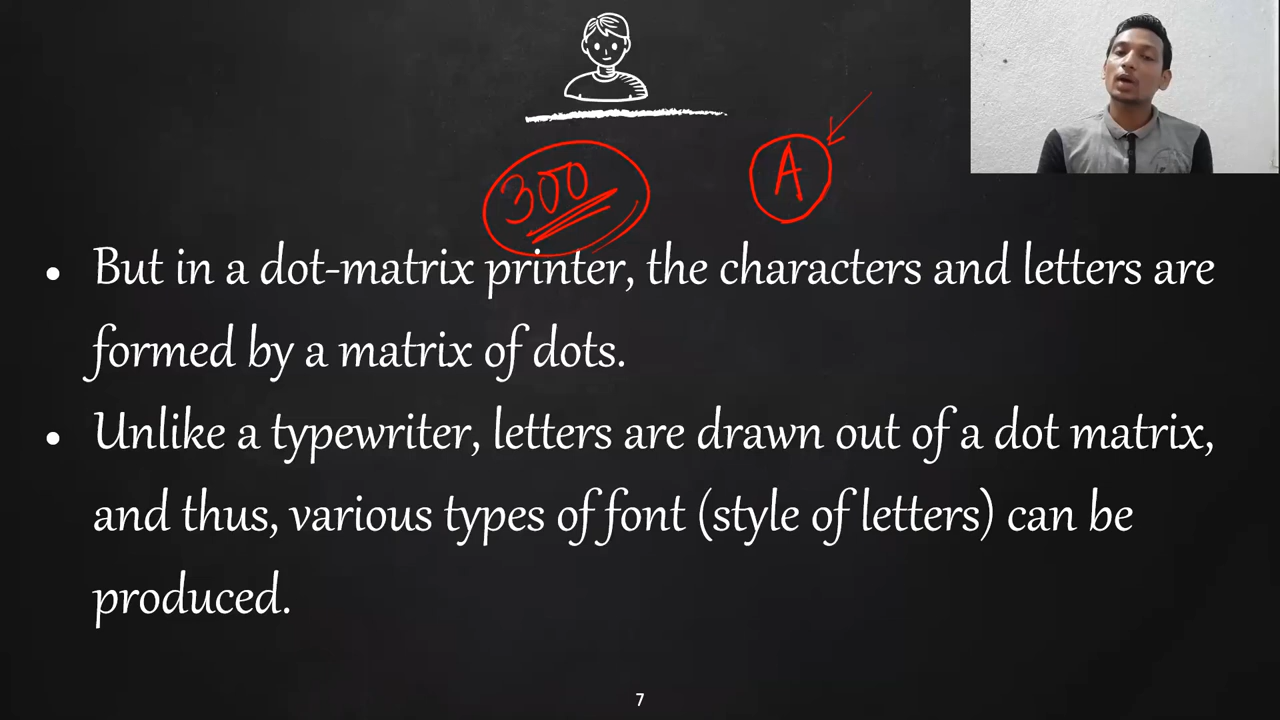 300 A
• But in a dot-matrix printer, the characters and letters are
formed by a matrix of dots.
• Unlike a typewriter, letters are drawn out of a dot matrix,
and thus, various types of font (style of letters) can be
produced.
7